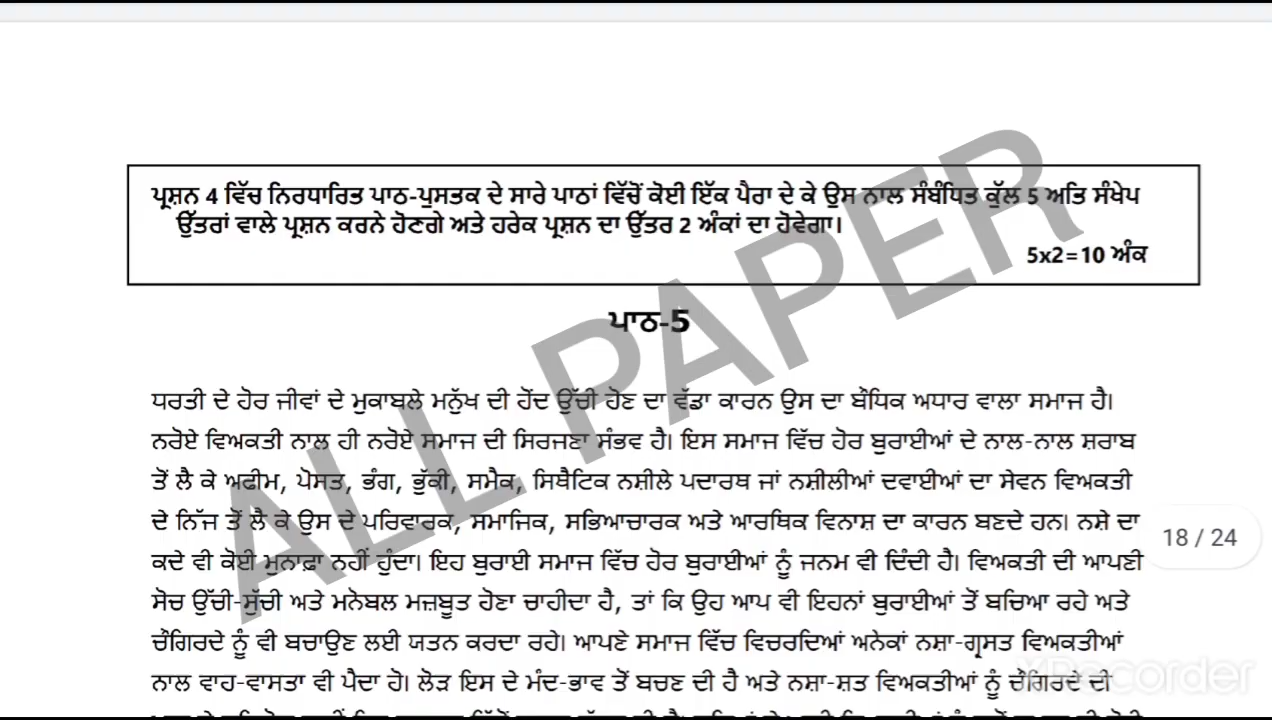 ਪ੍ਰਸ਼ਨ 4 ਵਿੱਚ ਨਿਰਧਾਰਿਤ ਪਾਠ-ਪੁਸਤਕ ਦੇ ਸਾਰੇ ਪਾਠਾਂ ਵਿੱਚੋਂ ਕੋਈ ਇੱਕ ਪੈਰਾ ਦੇ ਕੇ ਉਸ ਨਾਲ ਸੰਬੰਧਿਤ ਕੁੱਲ 5 ਅਤਿ ਸੰਖੇਪ
ਉੱਤਰਾਂ ਵਾਲੇ ਪ੍ਰਸ਼ਨ ਕਰਨੇ ਹੋਣਗੇ ਅਤੇ ਹਰੇਕ ਪ੍ਰਸ਼ਨ ਦਾ ਉੱਤਰ 2 ਅੰਕਾਂ ਦਾ ਹੋਵੇਗਾ।
5x2=10 ਅੰਕ
ALL PAPER
ਪਾਠ-5
ਧਰਤੀ ਦੇ ਹੋਰ ਜੀਵਾਂ ਦੇ ਮੁਕਾਬਲੇ ਮਨੁੱਖ ਦੀ ਹੋਂਦ ਉੱਚੀ ਹੋਣ ਦਾ ਵੱਡਾ ਕਾਰਨ ਉਸ ਦਾ ਬੌਧਿਕ ਅਧਾਰ ਵਾਲਾ ਸਮਾਜ ਹੈ।
ਨਰੋਏ ਵਿਅਕਤੀ ਨਾਲ ਹੀ ਨਰੋਏ ਸਮਾਜ ਦੀ ਸਿਰਜਣਾ ਸੰਭਵ ਹੈ। ਇਸ ਸਮਾਜ ਵਿੱਚ ਹੋਰ ਬੁਰਾਈਆਂ ਦੇ ਨਾਲ-ਨਾਲ ਸ਼ਰਾਬ
ਤੋਂ ਲੈ ਕੇ ਅਫੀਮ, ਪੋਸਤ, ਭੰਗ, ਭੁੱਕੀ, ਸਮੈਕ, ਸਿਥੈਟਿਕ ਨਸ਼ੀਲੇ ਪਦਾਰਥ ਜਾਂ ਨਸ਼ੀਲੀਆਂ ਦਵਾਈਆਂ ਦਾ ਸੇਵਨ ਵਿਅਕਤੀ
ਦੇ ਨਿੱਜ ਤੋਂ ਲੈ ਕੇ ਉਸ ਦੇ ਪਰਿਵਾਰਕ, ਸਮਾਜਿਕ, ਸਭਿਆਚਾਰਕ ਅਤੇ ਆਰਥਿਕ ਵਿਨਾਸ਼ ਦਾ ਕਾਰਨ ਬਣਦੇ ਹਨ। ਨਸ਼ੇ ਦਾ
18 / 24
ਕਦੇ ਵੀ ਕੋਈ ਮੁਨਾਫ਼ਾ ਨਹੀਂ ਹੁੰਦਾ। ਇਹ ਬੁਰਾਈ ਸਮਾਜ ਵਿੱਚ ਹੋਰ ਬੁਰਾਈਆਂ ਨੂੰ ਜਨਮ ਵੀ ਦਿੰਦੀ ਹੈ। ਵਿਅਕਤੀ ਦੀ ਆਪਣੀ
ਸੋਚ ਉੱਚੀ-ਸੁੱਚੀ ਅਤੇ ਮਨੋਬਲ ਮਜ਼ਬੂਤ ਹੋਣਾ ਚਾਹੀਦਾ ਹੈ, ਤਾਂ ਕਿ ਉਹ ਆਪ ਵੀ ਇਹਨਾਂ ਬੁਰਾਈਆਂ ਤੋਂ ਬਚਿਆ ਰਹੇ ਅਤੇ
ਚੌਗਿਰਦੇ ਨੂੰ ਵੀ ਬਚਾਉਣ ਲਈ ਯਤਨ ਕਰਦਾ ਰਹੇ। ਆਪਣੇ ਸਮਾਜ ਵਿੱਚ ਵਿਚਰਦਿਆਂ ਅਨੇਕਾਂ ਨਸ਼ਾ-ਗ੍ਰਸਤ ਵਿਅਕਤੀਆਂ
ਨਾਲ ਵਾਹ-ਵਾਸਤਾ ਵੀ ਪੈਦਾ ਹੋ। ਲੋੜ ਇਸ ਦੇ ਮੰਦ-ਭਾਵ ਤੋਂ ਬਚਣ ਦੀ ਹੈ ਅਤੇ ਨਸ਼ਾ-ਸ਼ਤ ਵਿਅਕਤੀਆਂ ਨੂੰ ਚੌਗਿਰਦੇ ਦੀ
XRecorder